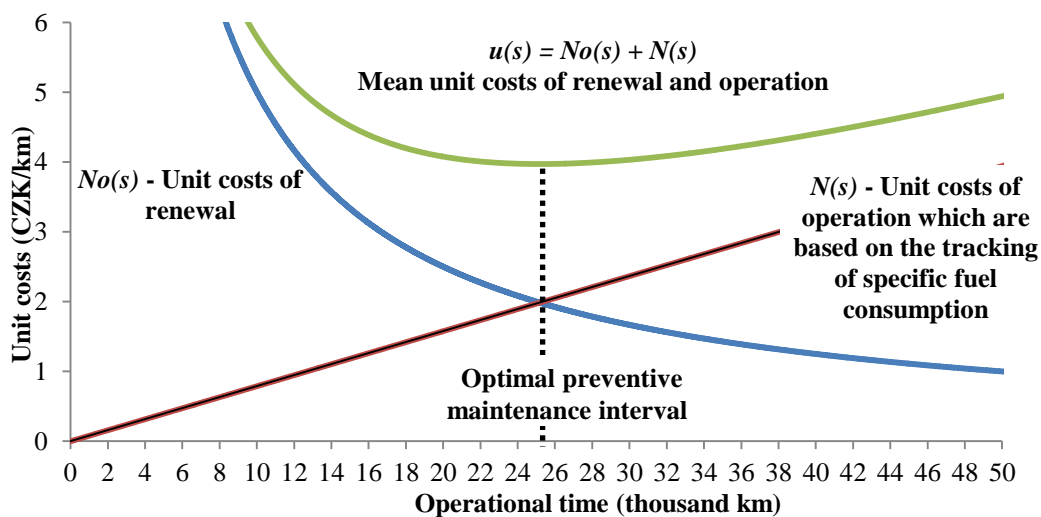 6
5
4
3
2
1
0
Unit costs (CZK/km)
u(s) = No(s) + N(s)
Mean unit costs of renewal and operation
No(s) - Unit costs of
renewal
N(s) - Unit costs of
operation which are
based on the tracking
of specific fuel
consumption
Optimal preventive
maintenance interval
0 2 4 6 8 10 12 14 16 18 20 22 24 26 28 30 32 34 36 38 40 42 44 46 48 50
Operational time (thousand km)